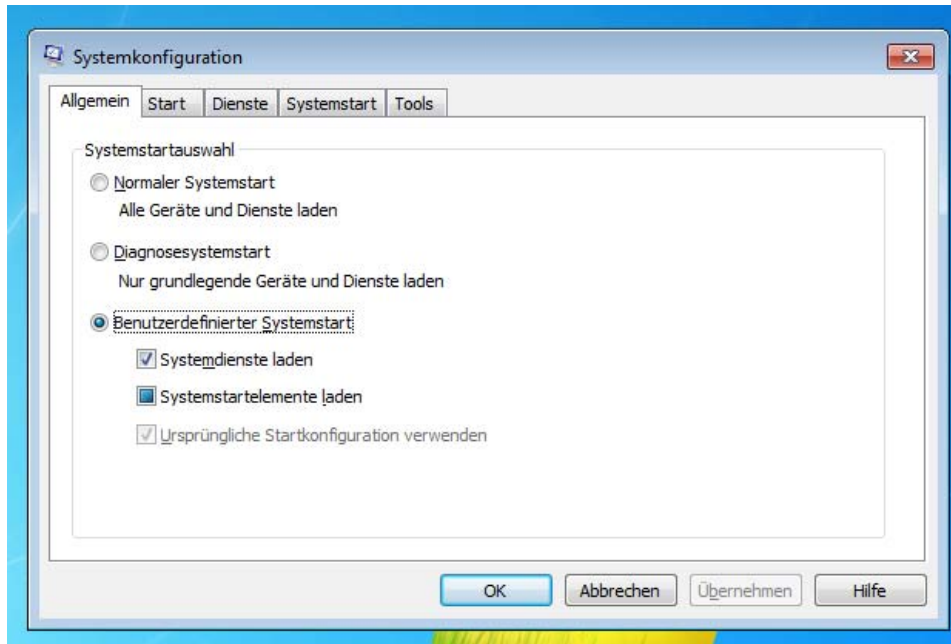 Systemkonfiguration
Allgemein Start Dienste Systemstart Tools
Systemstartauswahl
Normaler Systemstart
Alle Geräte und Dienste laden
Diagnosesystemstart
Nur grundlegende Geräte und Dienste laden
Benutzerdefinierter Systemstart
Systemdienste laden
Systemstartelemente laden
Ursprüngliche Startkonfiguration verwenden
OK Abbrechen Übernehmen Hilfe